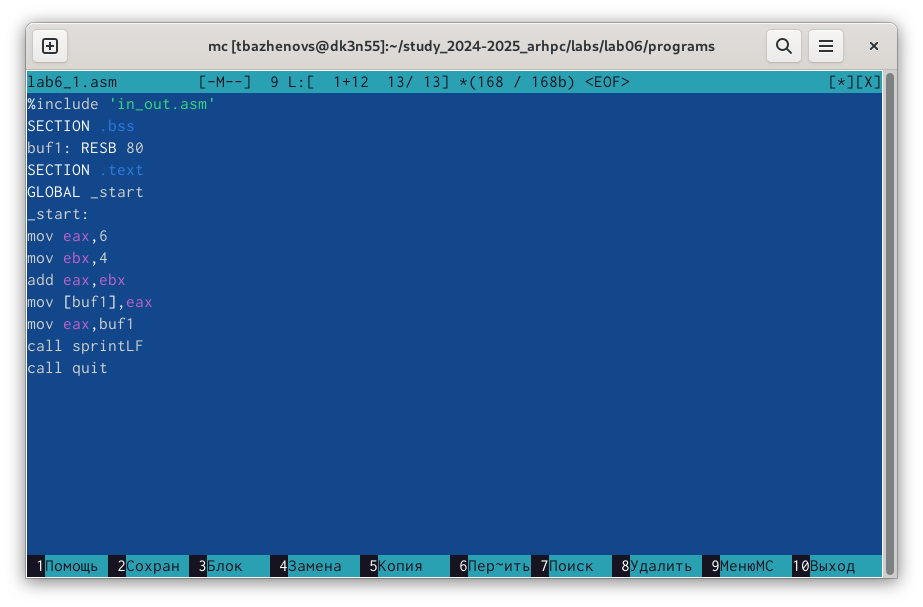 mc [tbazhenovs@dk3n55]:~/study_2024-2025_arhpc/labs/lab06/programs
lab6_1.asm [-M--] 9 L:[ 1+12 13/ 13] *(168 / 168b) <EOF> [*][X]
%include 'in_out.asm'
SECTION .bss
buf1: RESB 80
SECTION .text
GLOBAL _start
_start:
mov eax,6
mov ebx,4
add eax,ebx
mov [buf1],eax
mov eax,buf1
call sprintLF
call quit
1Помощь 2Сохран 3Блок 4Замена 5Копия 6Пер~ить 7Поиск 8Удалить 9МенюMC 10Выход